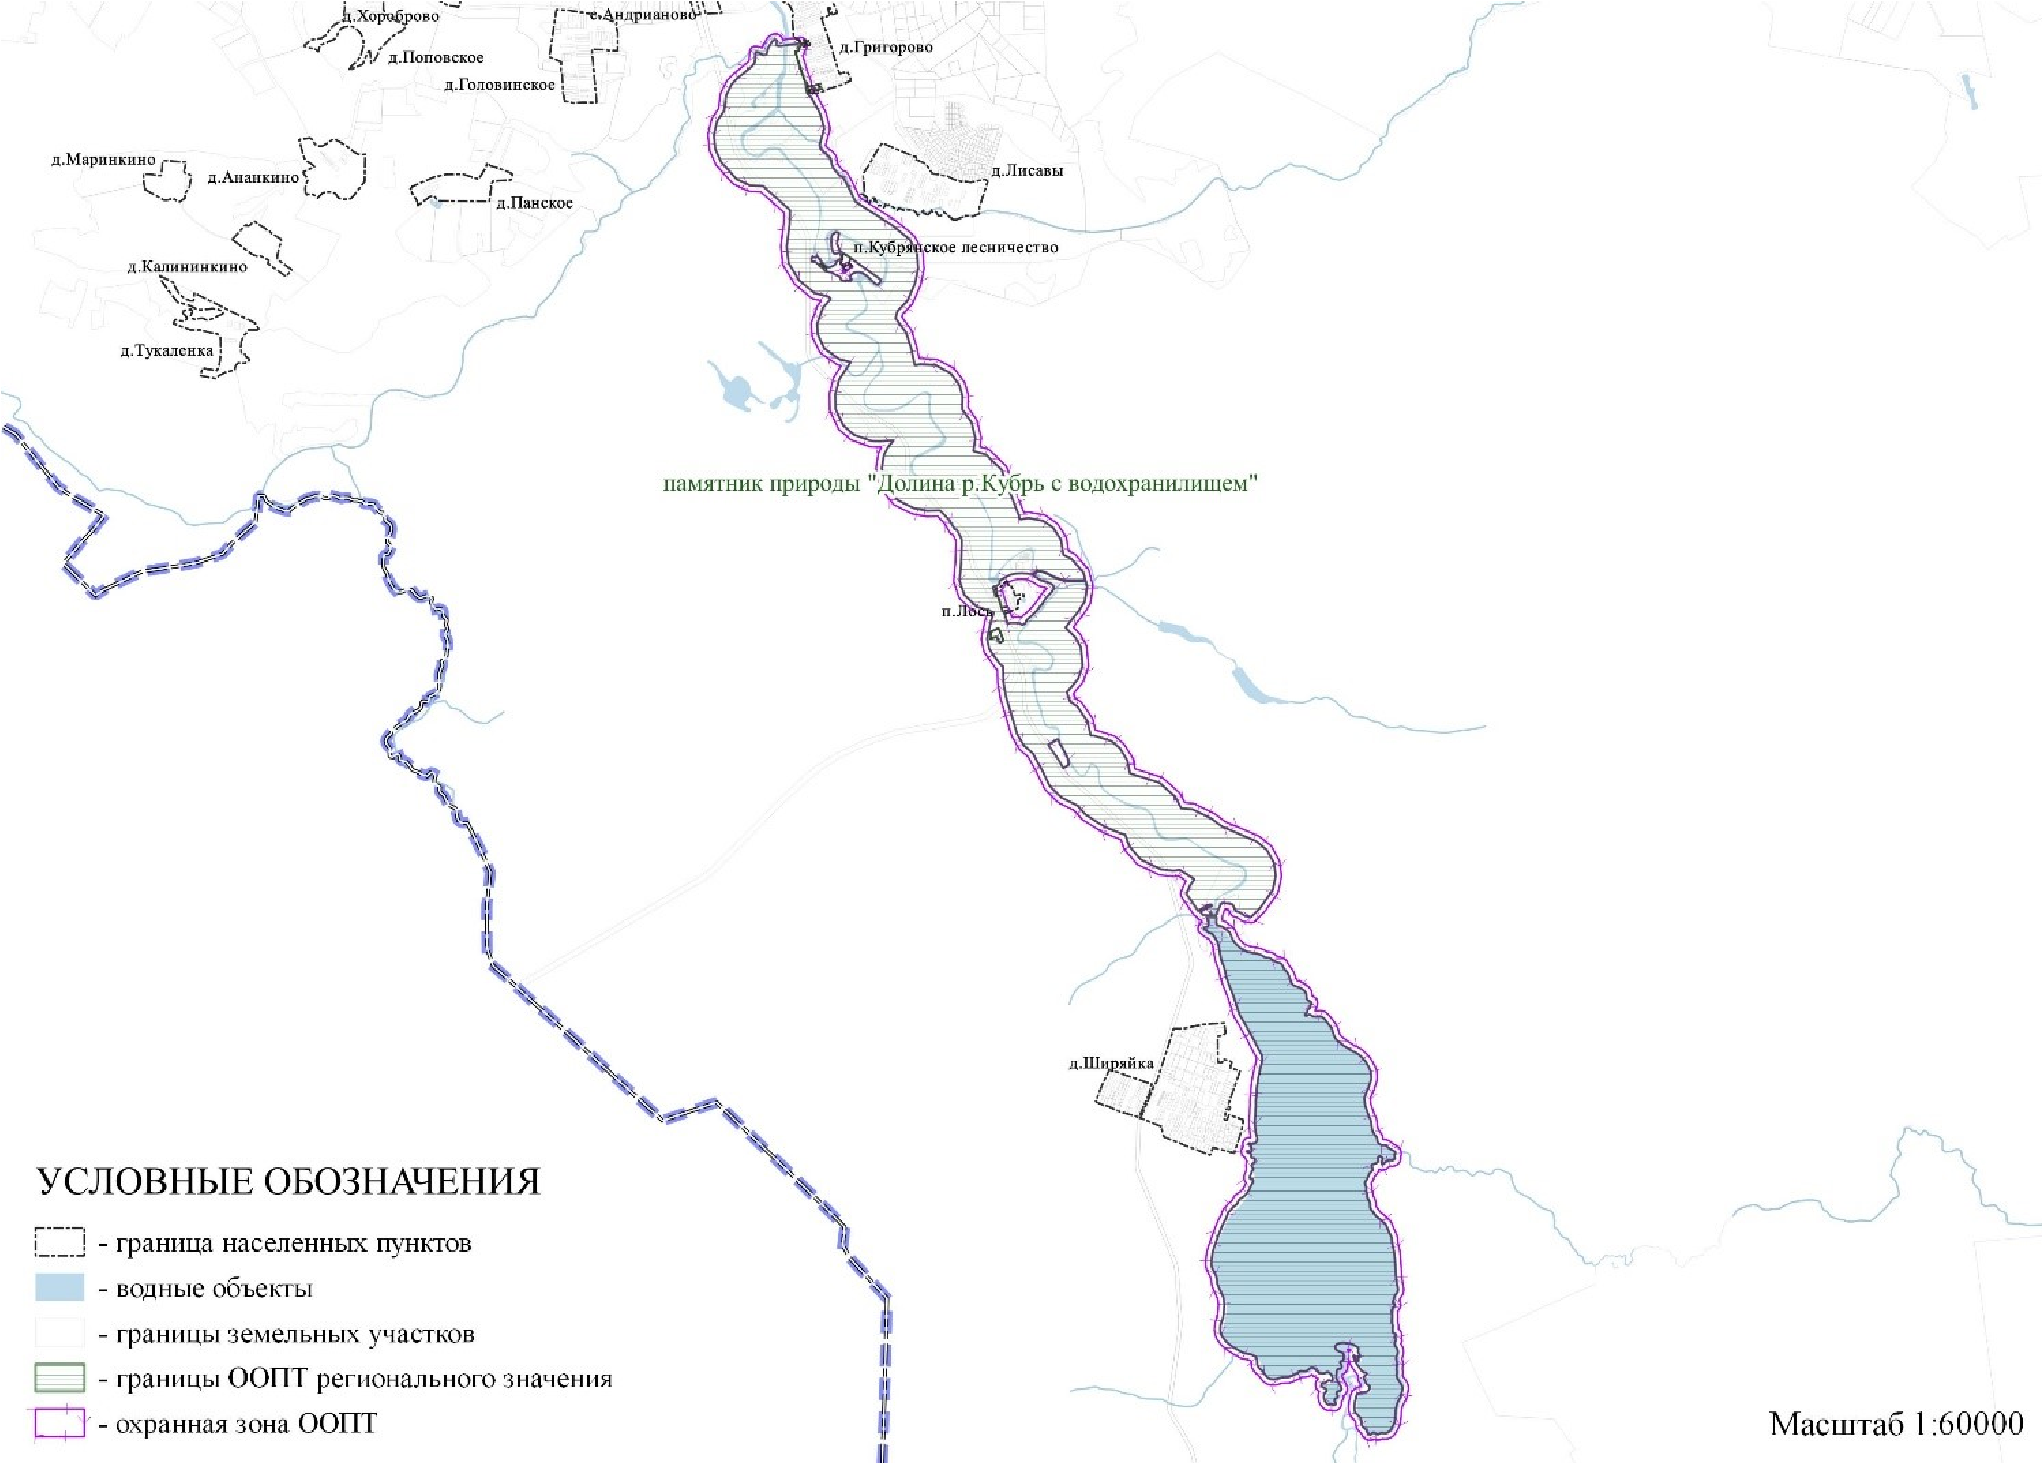 д.Хороброво
с.Андрианово
д.Григорово
д.Поповское
д.Головинское
д.Маринкино
д.Ананкино
д.Лисавы
д.Панское
п.Кубрянское лесничество
д.Калининкино
д.Тукаленка
памятник природы "Долина р.Кубрь с водохранилищем"
п.Лось
д.Ширяйка
УСЛОВНЫЕ ОБОЗНАЧЕНИЯ
- граница населенных пунктов
- водные объекты
- границы земельных участков
- границы ООПТ регионального значения
- охранная зона ООПТ
Масштаб 1:60000